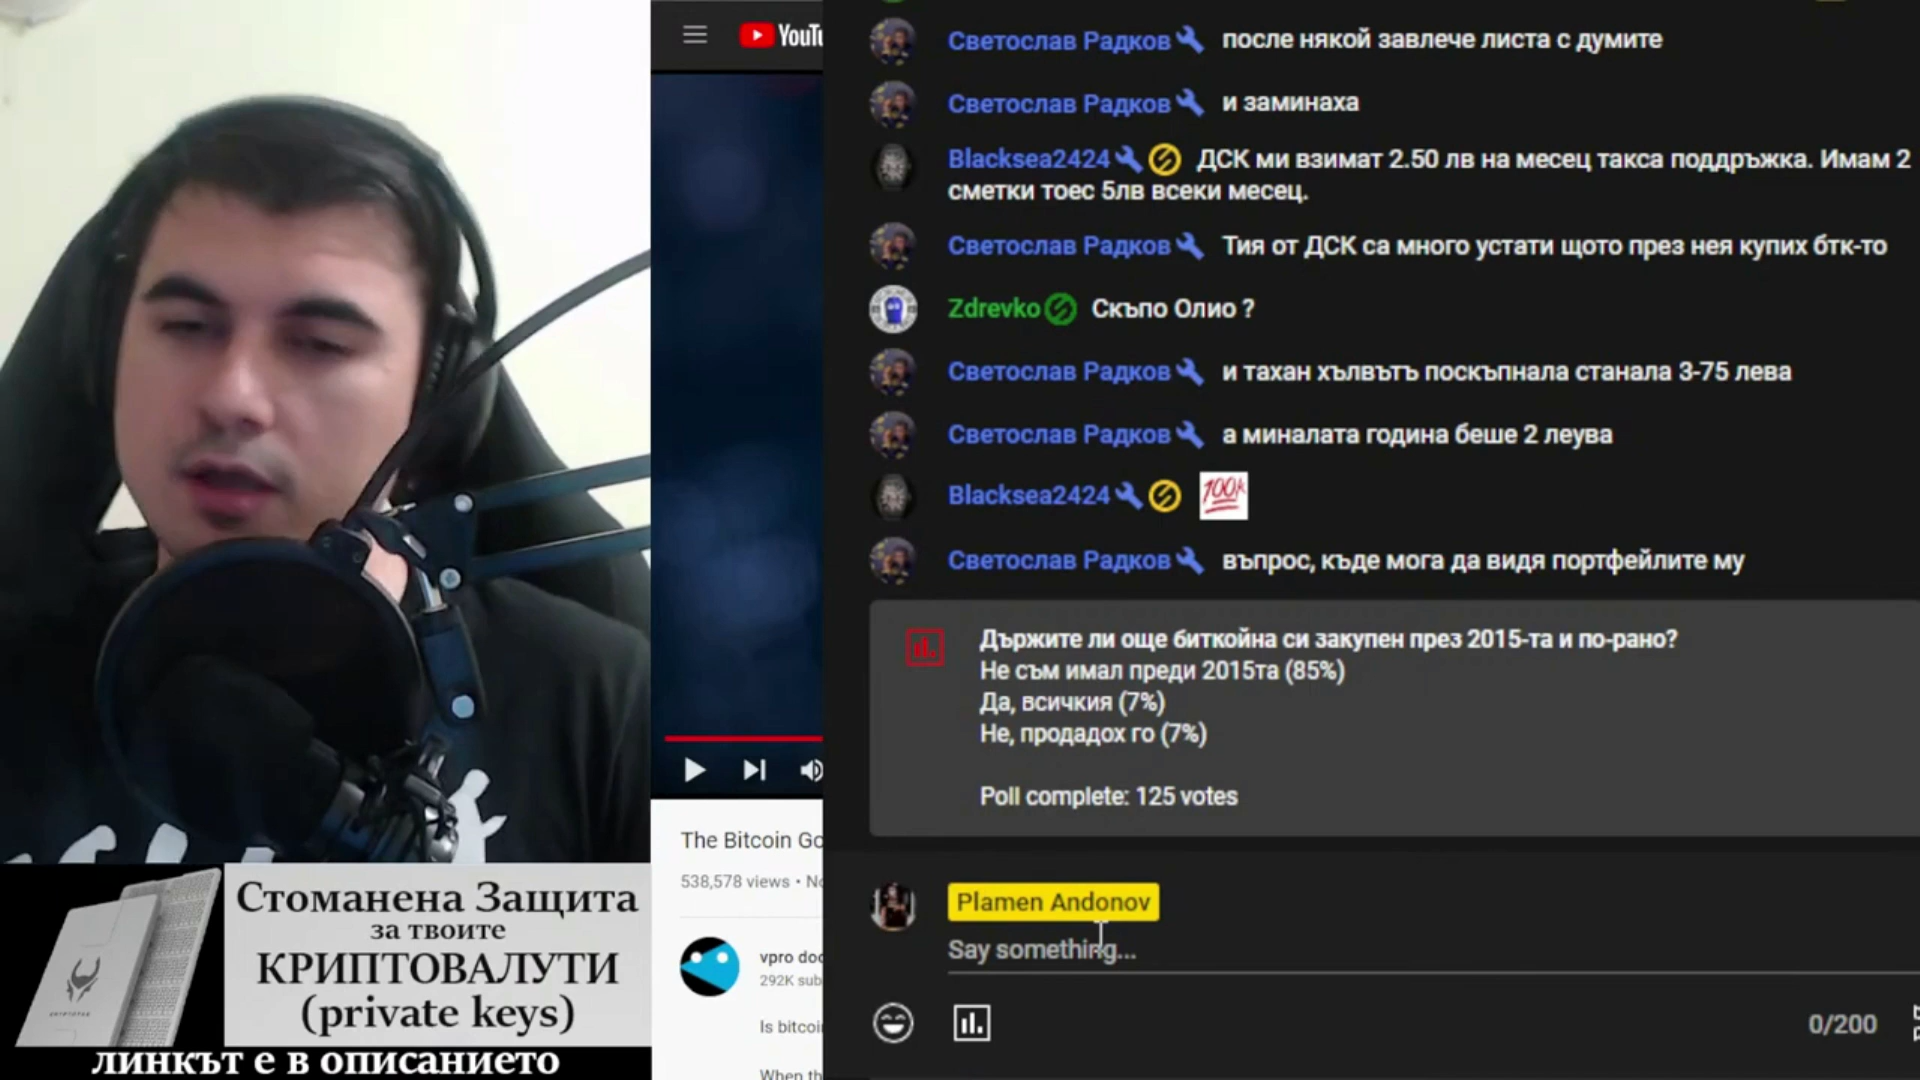 YouTu
Светослав Радков после някой завлече листа с думите
Светослав Радков и заминаха
Blacksea2424 ДСК ми взимат 2.50 лв на месец такса поддръжка. Имам 2
сметки тоес 5лв всеки месец.
Светослав Радков Тия от ДСК са много устати щото през нея купих бтк-то
Zdrevko Скъпо Олио ?
Светослав Радков и тахан хълвътъ поскъпнала станала 3-75 лева
Светослав Радков а миналата година беше 2 леува
Blacksea2424 100k
Светослав Радков въпрос, къде мога да видя портфейлите му
Държите ли още биткойна си закупен през 2015-та и по-рано?
Не съм имал преди 2015та (85%)
Да, всичкия (7%)
Не, продадох го (7%)
Poll complete: 125 votes
Plamen Andonov
Say something...
0/200
The Bitcoin Go
538,578 views • No
vpro doc
292K sub
Is bitcoi
When th
Стоманена Защита
за твоите
КРИПТОВАЛУТИ
(private keys)
линкът е в описанието